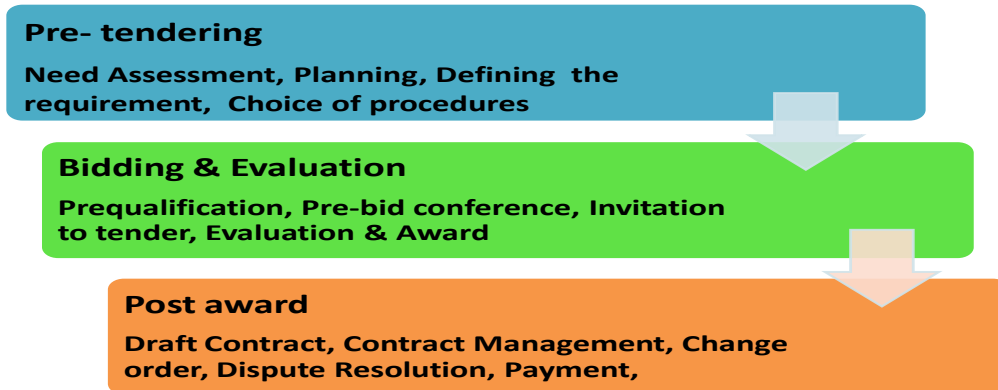 Pre- tendering
Need Assessment, Planning, Defining the
requirement, Choice of procedures
Bidding & Evaluation
Prequalification, Pre-bid conference, Invitation
to tender, Evaluation & Award
Post award
Draft Contract, Contract Management, Change
order, Dispute Resolution, Payment,